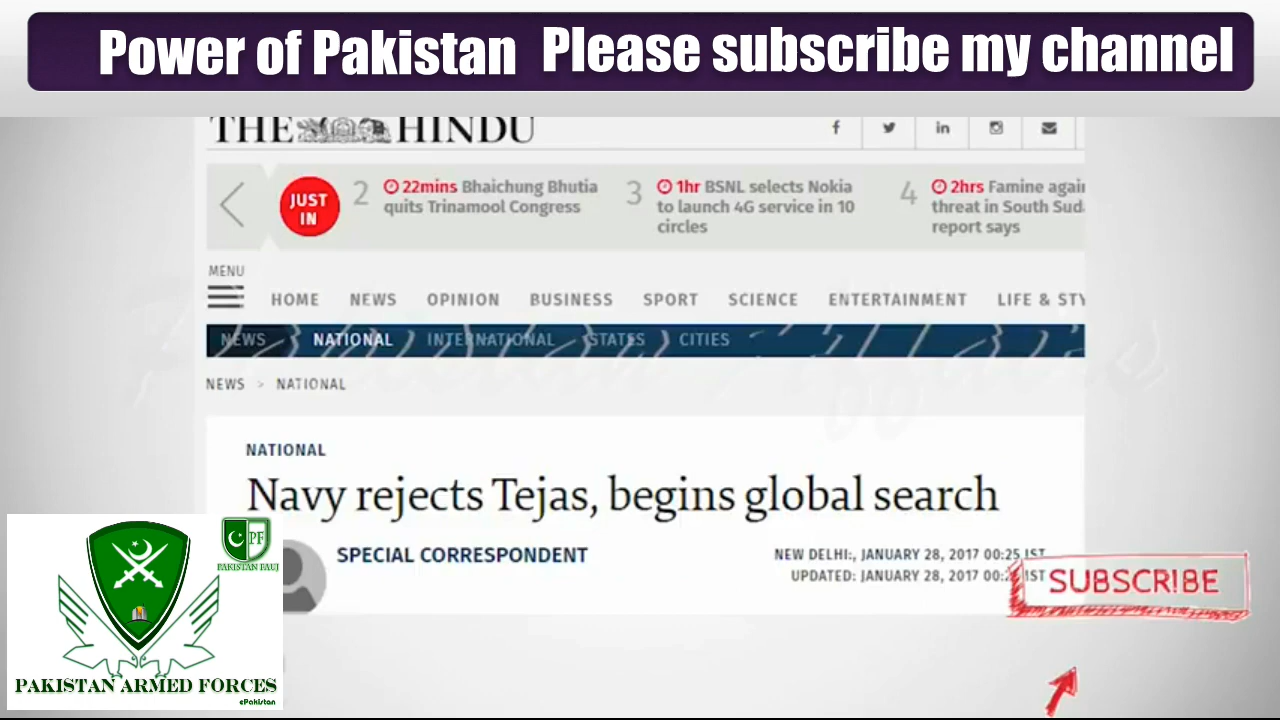 Power of Pakistan Please subscribe my channel
THE HINDU
JUST IN
2 22mins Bhaichung Bhutia quits Trinamool Congress
3 1hr BSNL selects Nokia to launch 4G service in 10 circles
4 2hrs Famine agai
threat in South Sud
report says
MENU
HOME NEWS OPINION BUSINESS SPORT SCIENCE ENTERTAINMENT LIFE & STY
NEWS NATIONAL INTERNATIONAL STATES CITIES
NEWS > NATIONAL
NATIONAL
Navy rejects Tejas, begins global search
SPECIAL CORRESPONDENT
NEW DELHI:, JANUARY 28, 2017 00:25 IST
UPDATED: JANUARY 28, 2017 IST
SUBSCRIBE
PF
PAKISTAN FAUJ
PAKISTAN ARMED FORCES
ePakistan